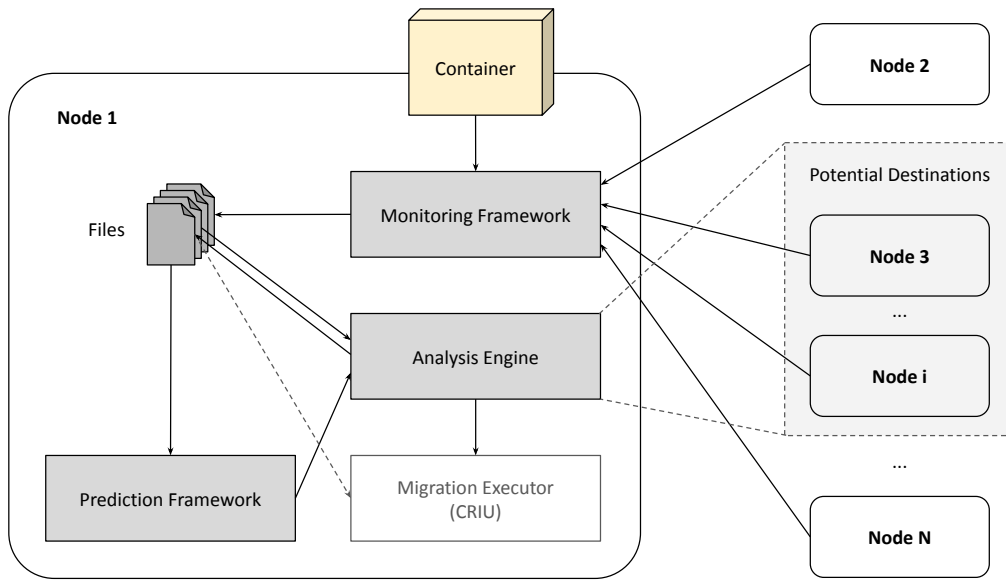 Container
Node 2
Node 1
Potential Destinations
Files
Monitoring Framework
Node 3
...
Analysis Engine
Node i
...
Prediction Framework
Migration Executor
(CRIU)
Node N